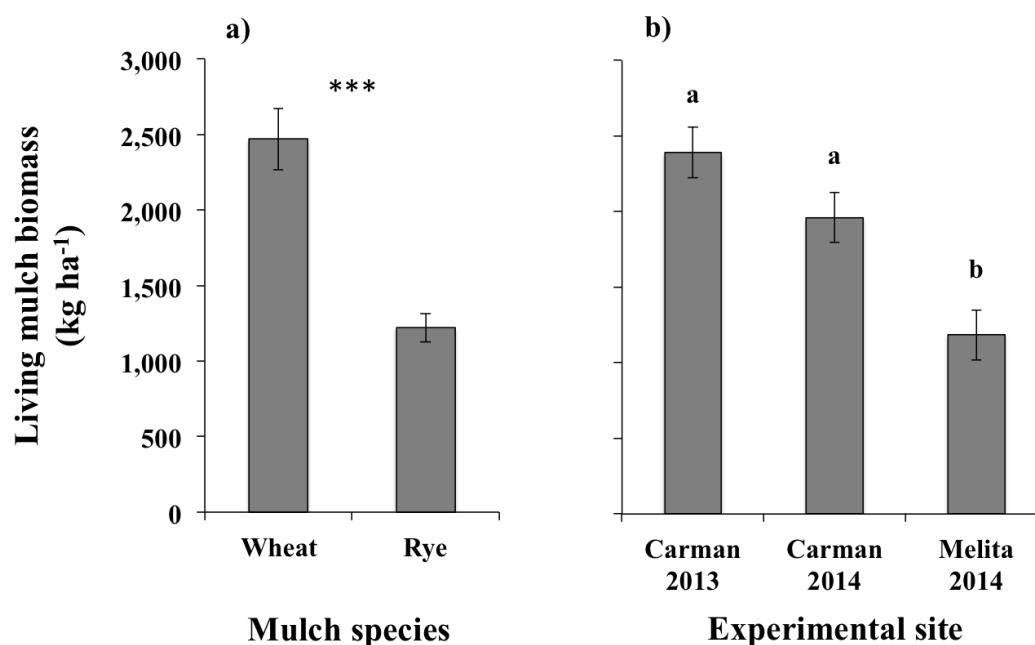 a)
b)
Living mulch biomass
(kg ha⁻¹)
3,000
2,500
2,000
1,500
1,000
500
0
***
Wheat Rye
Mulch species
a
a
b
Carman 2013
Carman 2014
Melita 2014
Experimental site